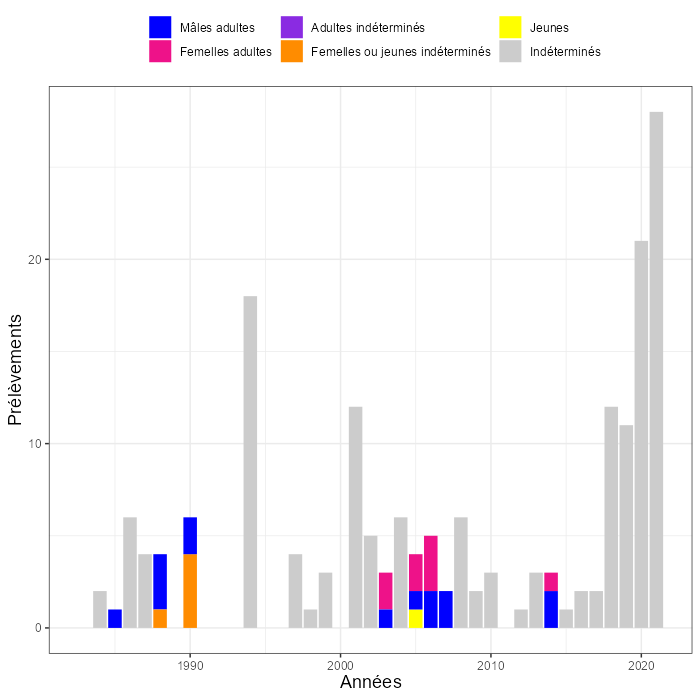 Mâles adultes
Adultes indéterminés
Jeunes
Femelles adultes
Femelles ou jeunes indéterminés
Indéterminés
20
10
0
Prélèvements
1990
2000
2010
2020
Années